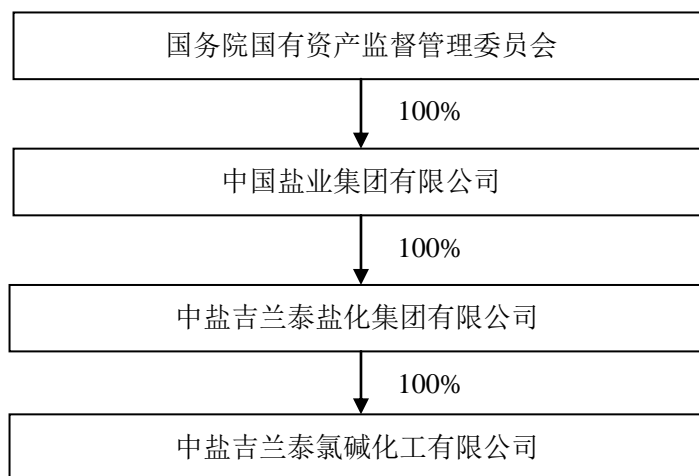 国务院国有资产监督管理委员会
100%
中国盐业集团有限公司
100%
中盐吉兰泰盐化集团有限公司
100%
中盐吉兰泰氯碱化工有限公司